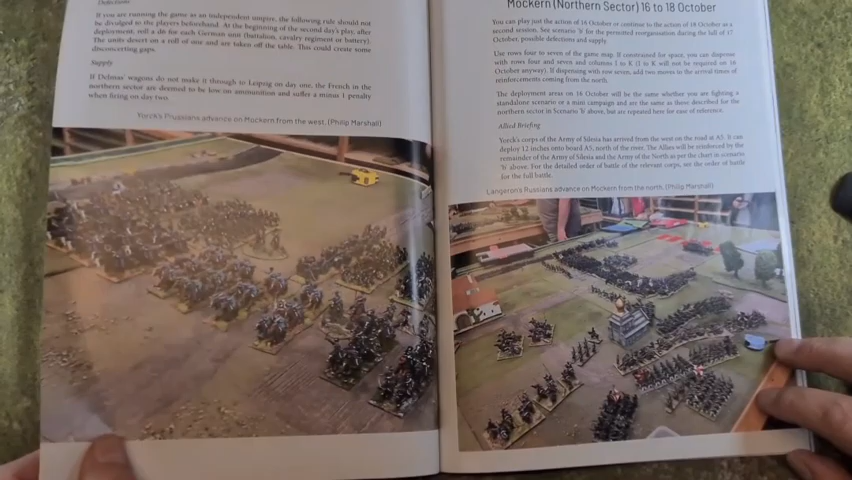 Defections
If you are running the game as an independent umpire, the following rule should not
be divulged to the players beforehand. At the beginning of the second day's play, after
deployment, roll a d6 for each German unit (battalion, cavalry regiment or battery).
The units desert on a roll of one and are taken off the table. This could create some
disconcerting gaps.
Supply
If Delmas' wagons do not make it through to Leipzig on day one, the French in the
northern sector are deemed to be low on ammunition and suffer a minus 1 penalty
when firing on day two.
Yorck's Prussians advance on Mockern from the west. (Philip Marshall)
Mockern (Northern Sector) 16 to 18 October
You can play just the action of 16 October or continue to the action of 18 October as a
second session. See scenario 'b' for the permitted reorganisation during the lull of 17
October, possible defections and supply.
Use rows four to seven of the game map. If constrained for space, you can dispense
with rows four and seven and columns I to K (I to K will not be required on 16
October anyway). If dispensing with row seven, add two moves to the arrival times of
reinforcements coming from the north.
The deployment areas on 16 October will be the same whether you are fighting a
standalone scenario or a mini campaign and are the same as those described for the
northern sector in Scenario 'b' above, but are repeated here for ease of reference.
Allied Briefing
Yorck's corps of the Army of Silesia has arrived from the west on the road at A5. It can
deploy 12 inches onto board A5, north of the river. The Allies will be reinforced by the
remainder of the Army of Silesia and the Army of the North as per the chart in scenario
'b' above. For the detailed order of battle of the relevant corps, see the order of battle
for the full battle.
Langeron's Russians advance on Mockern from the north. (Philip Marshall)